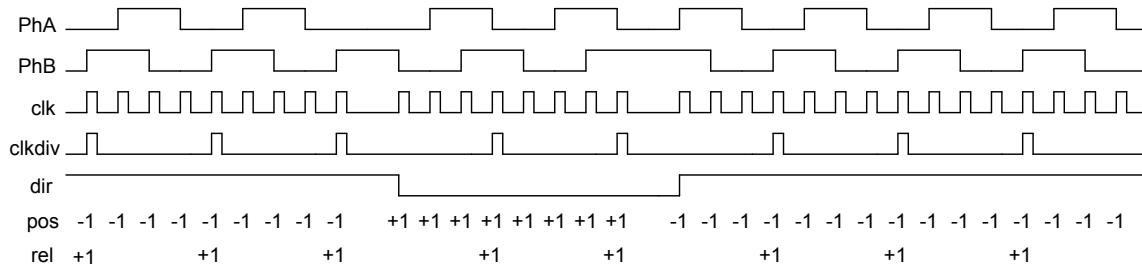 PhA
PhB
clk
clkdiv
dir
pos -1 -1 -1 -1 -1 -1 -1 -1 -1 +1 +1 +1 +1 +1 +1 +1 +1 -1 -1 -1 -1 -1 -1 -1 -1 -1 -1 -1 -1 -1 -1 -1
rel +1 +1 +1 +1 +1 +1 +1 +1